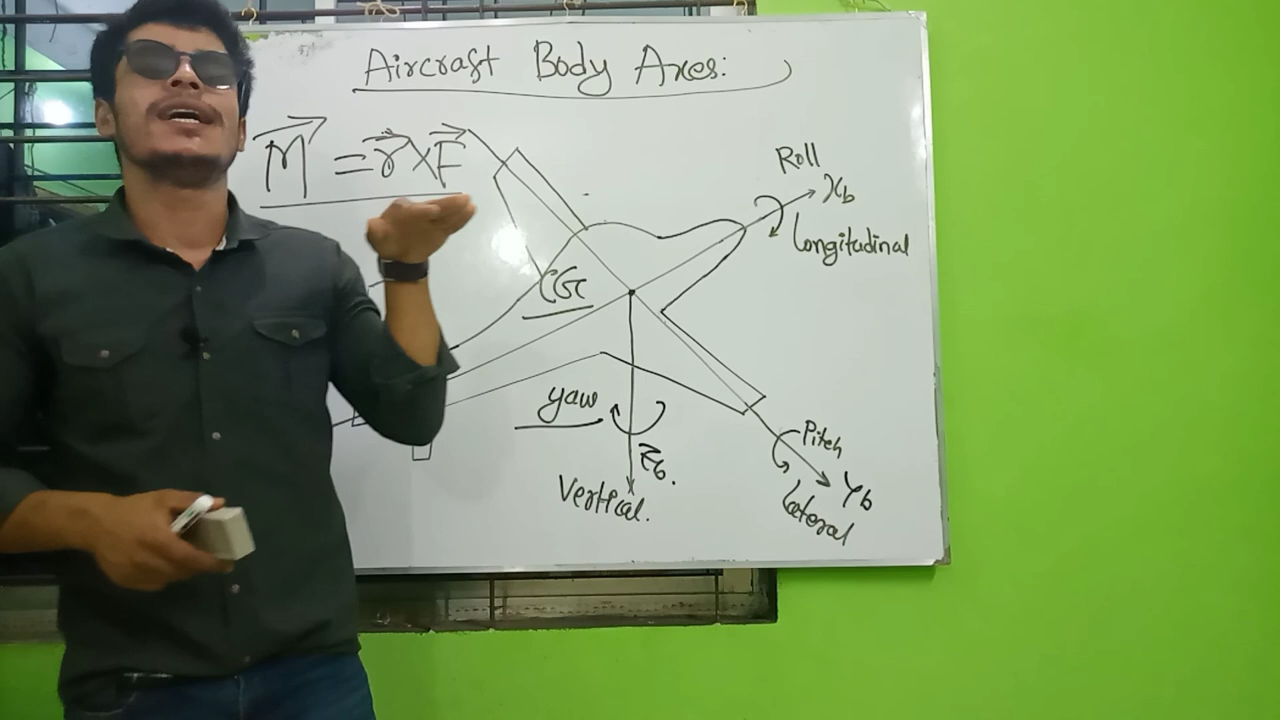 Aircraft Body Axes:
M = r × F
Roll
Xb
Longitudinal
CG
yaw
Zb.
Vertical.
Pitch
Yb
lateral